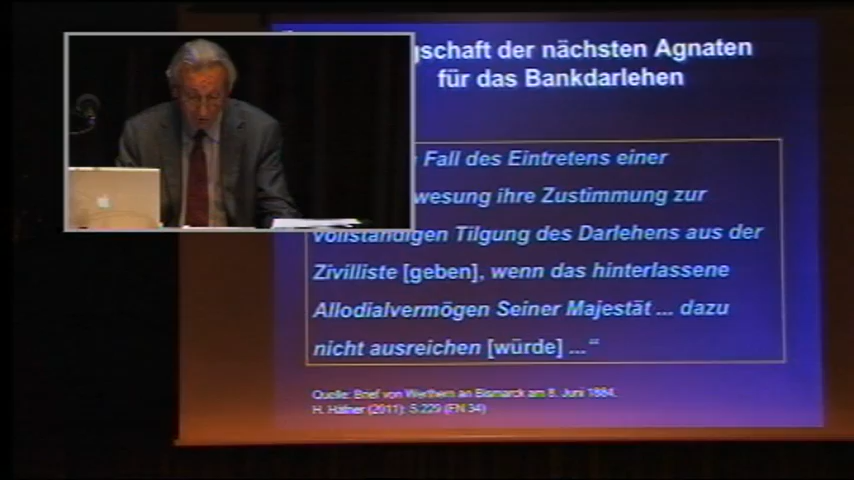 gschaft der nächsten Agnaten
für das Bankdarlehen
Fall des Eintretens einer
wesung ihre Zustimmung zur
vollständigen Tilgung des Darlehens aus der
Zivilliste [geben], wenn das hinterlassene
Allodialvermögen Seiner Majestät ... dazu
nicht ausreichen [würde] ..."
Quelle: Brief von Werthern an Bismarck am 8. Juni 1884,
H. Häfner (2011): S.229 (FN 34)